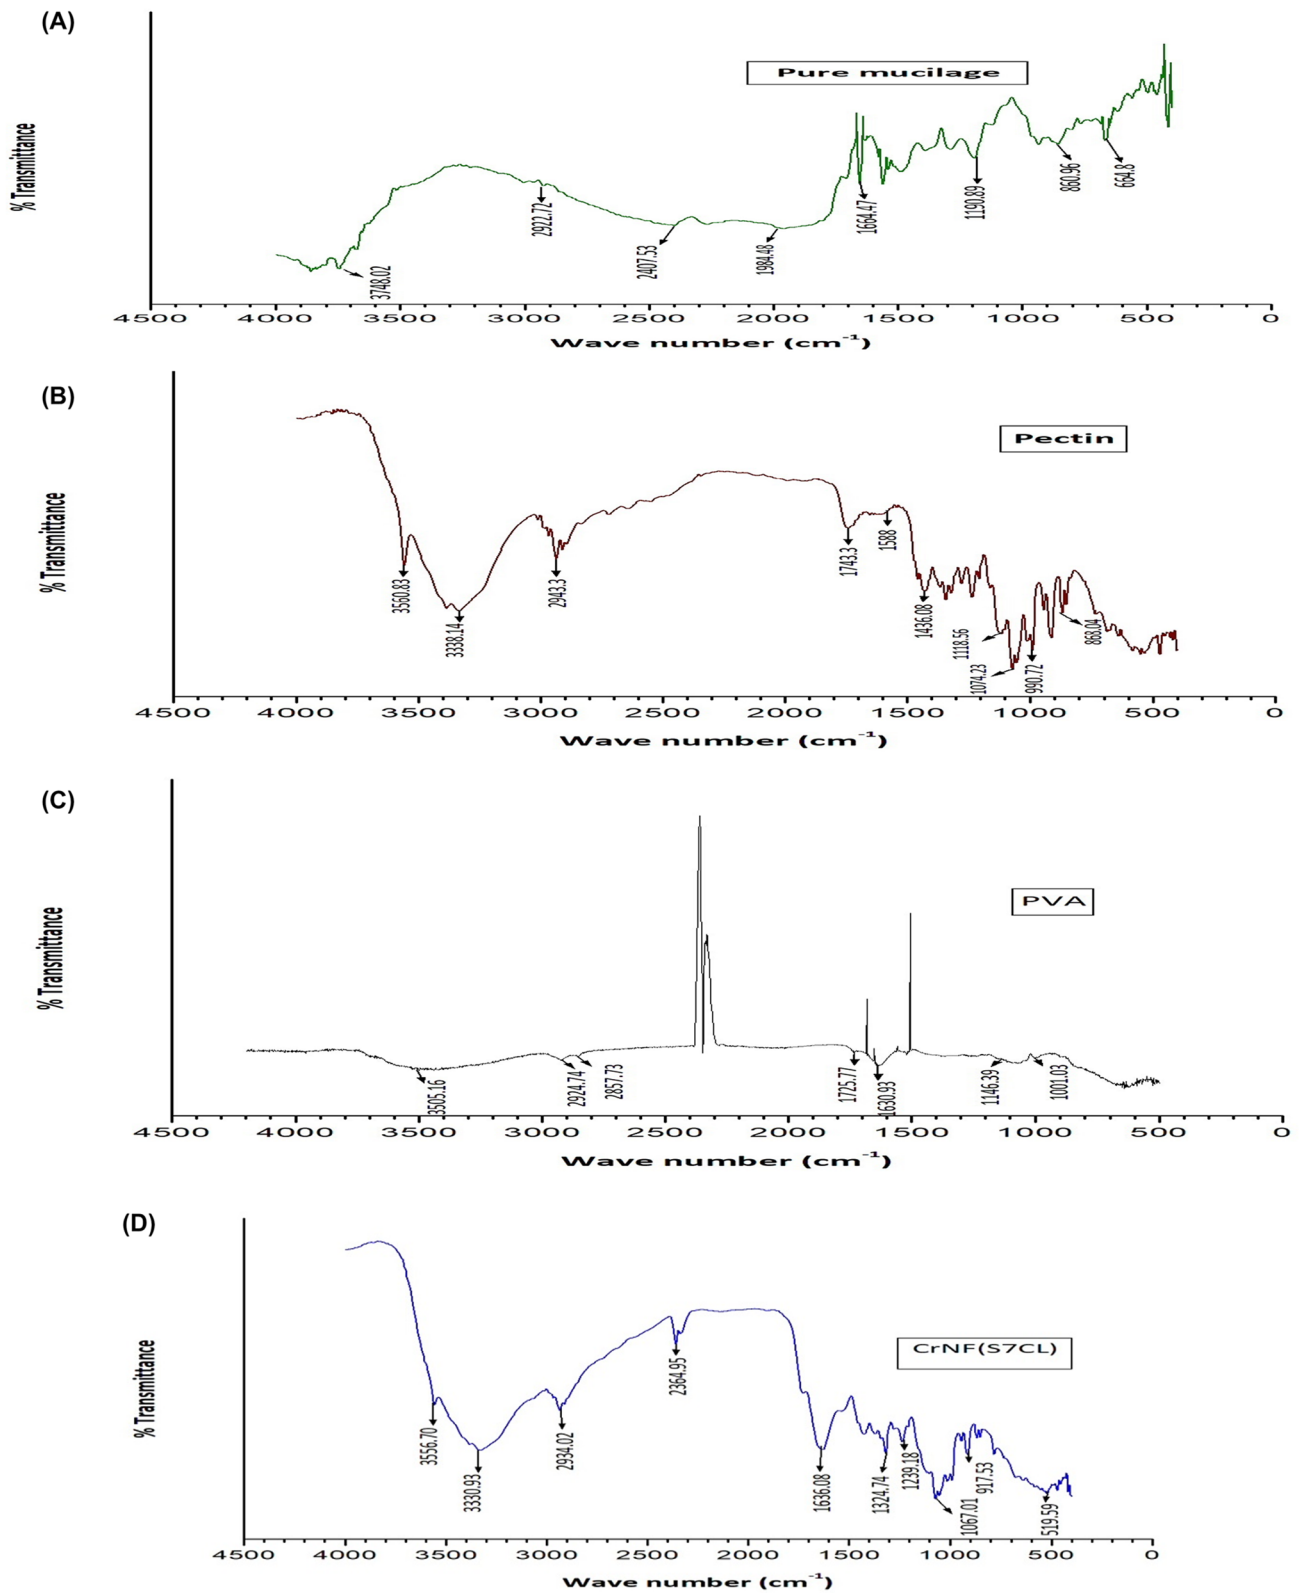 (A)
Pure mucilage
% Transmittance
3748.02
2922.72
2407.53
1984.48
1664.47
1190.89
860.96
664.8
4500 4000 3500 3000 2500 2000 1500 1000 500 0
Wave number (cm⁻¹)
(B)
Pectin
% Transmittance
3560.83
3338.14
2943.3
1743.3
1588
1436.08
1118.56
1074.23
990.72
868.04
4500 4000 3500 3000 2500 2000 1500 1000 500 0
Wave number (cm⁻¹)
(C)
PVA
% Transmittance
3505.16
2924.74
2857.73
1725.77
1630.93
1146.39
1001.03
4500 4000 3500 3000 2500 2000 1500 1000 500 0
Wave number (cm⁻¹)
(D)
CrNF(S7CL)
% Transmittance
3556.70
3330.93
2934.02
2364.95
1636.08
1324.74
1239.18
1067.01
917.53
519.59
4500 4000 3500 3000 2500 2000 1500 1000 500 0
Wave number (cm⁻¹)